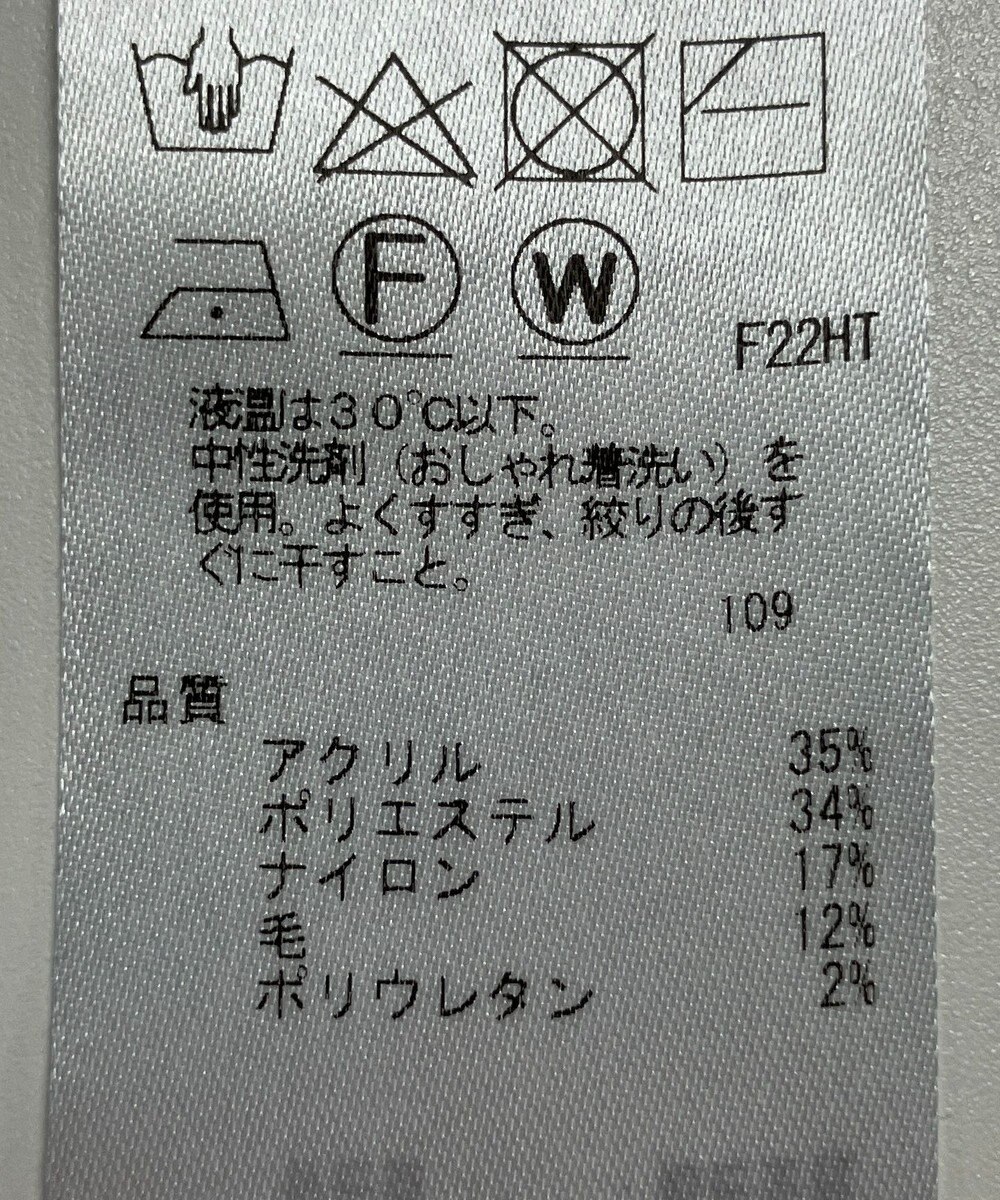 F
W
F22HT
液温は30℃以下。
中性洗剤(おしゃれ着洗い)を
使用。よくすすぎ、絞りの後す
ぐに干すこと。
109
品質
アクリル 35%
ポリエステル 34%
ナイロン 17%
毛 12%
ポリウレタン 2%